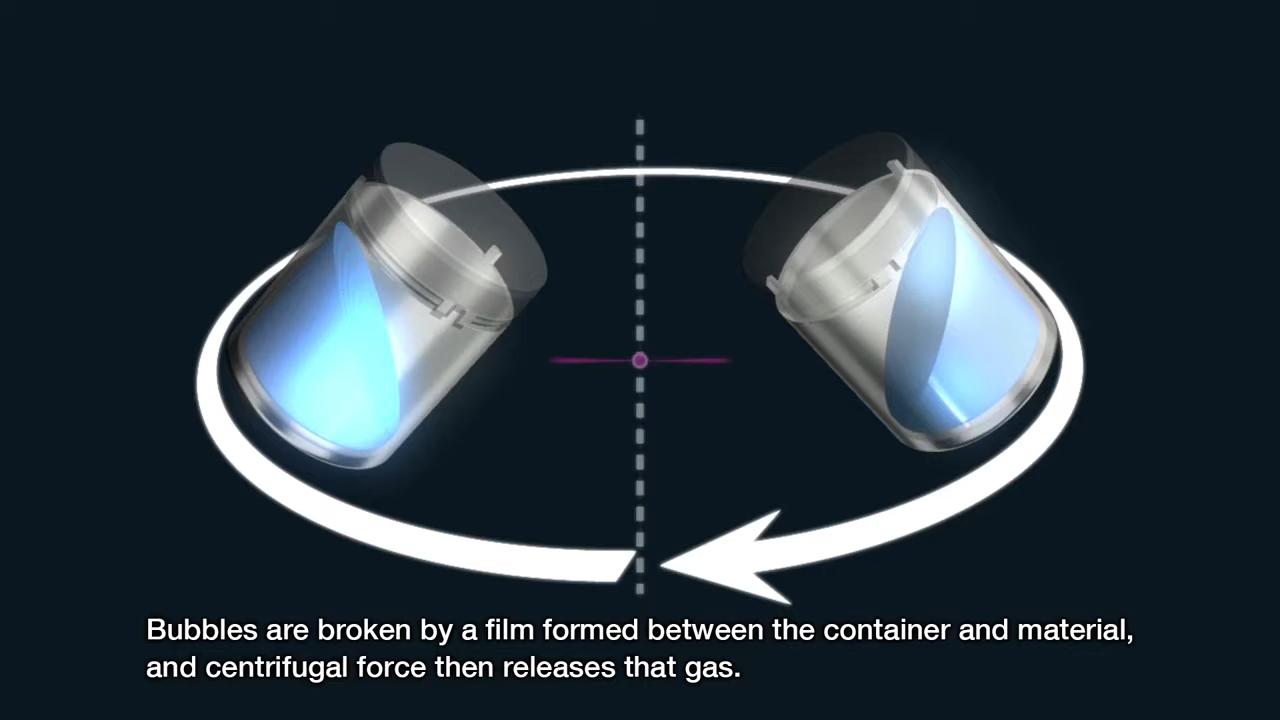 Bubbles are broken by a film formed between the container and material,
and centrifugal force then releases that gas.